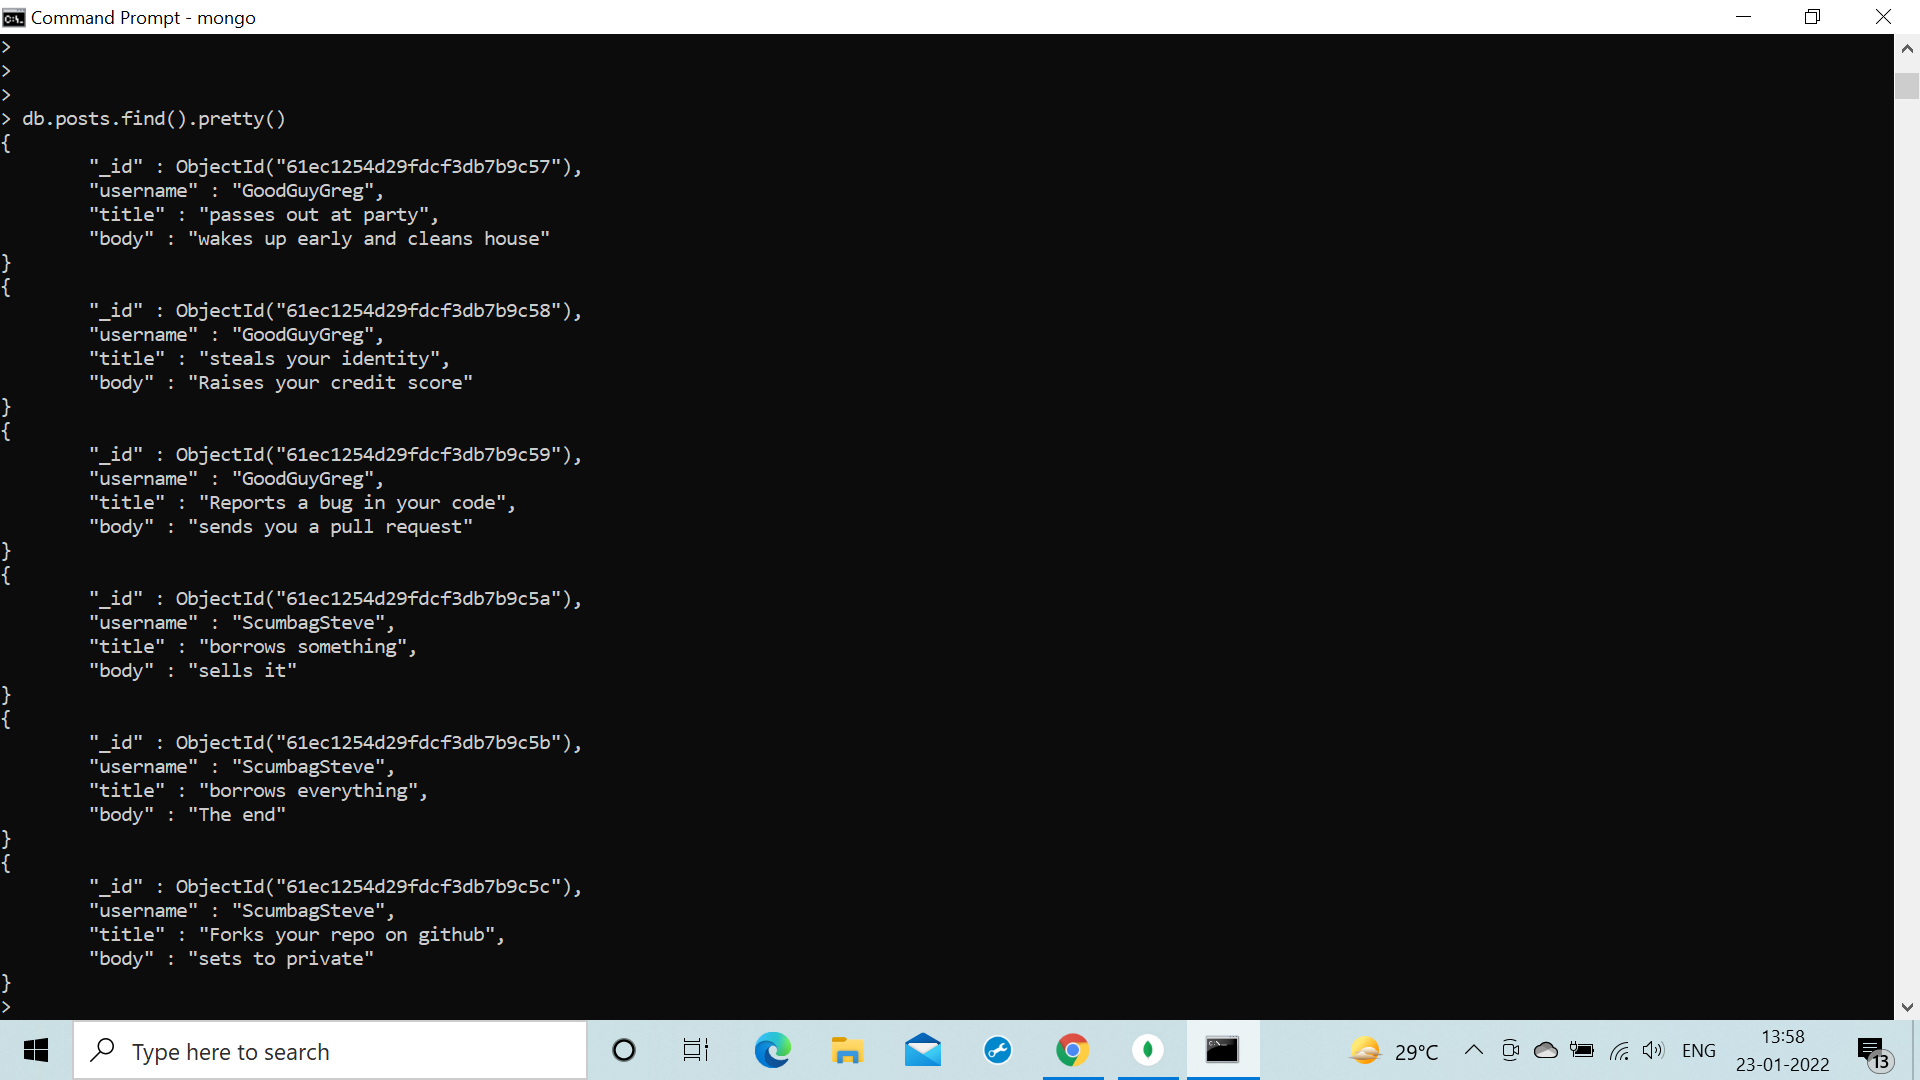 Command Prompt - mongo
>
>
>
> db.posts.find().pretty()
{
"_id" : ObjectId("61ec1254d29fdcf3db7b9c57"),
"username" : "GoodGuyGreg",
"title" : "passes out at party",
"body" : "wakes up early and cleans house"
}
{
"_id" : ObjectId("61ec1254d29fdcf3db7b9c58"),
"username" : "GoodGuyGreg",
"title" : "steals your identity",
"body" : "Raises your credit score"
}
{
"_id" : ObjectId("61ec1254d29fdcf3db7b9c59"),
"username" : "GoodGuyGreg",
"title" : "Reports a bug in your code",
"body" : "sends you a pull request"
}
{
"_id" : ObjectId("61ec1254d29fdcf3db7b9c5a"),
"username" : "ScumbagSteve",
"title" : "borrows something",
"body" : "sells it"
}
{
"_id" : ObjectId("61ec1254d29fdcf3db7b9c5b"),
"username" : "ScumbagSteve",
"title" : "borrows everything",
"body" : "The end"
}
{
"_id" : ObjectId("61ec1254d29fdcf3db7b9c5c"),
"username" : "ScumbagSteve",
"title" : "Forks your repo on github",
"body" : "sets to private"
}
>
Type here to search
29°C
ENG
13:58
23-01-2022
13